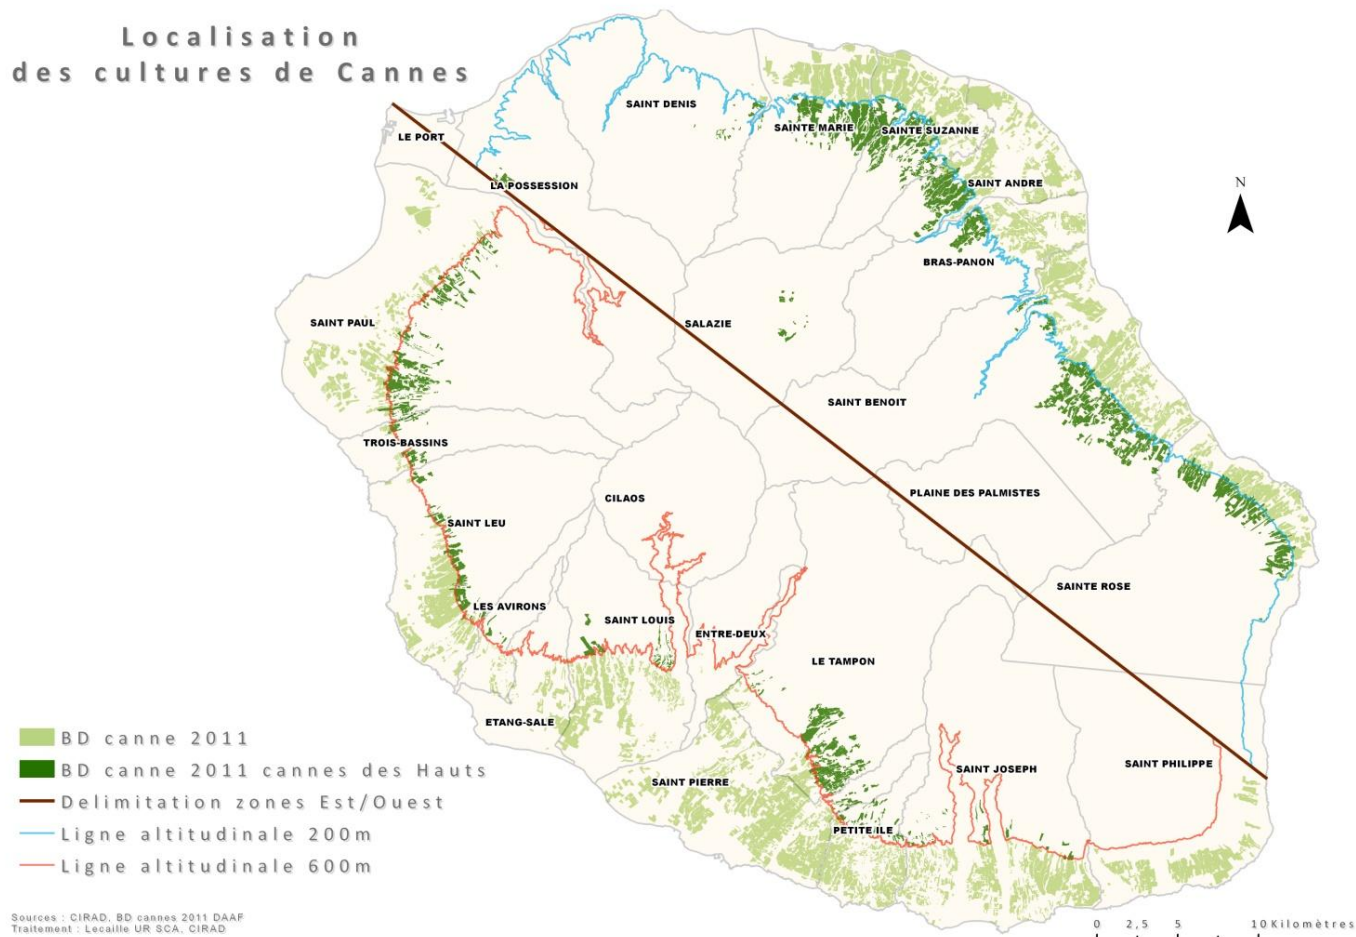 Localisation
des cultures de Cannes
LE PORT
SAINT DENIS
SAINTE MARIE
SAINTE SUZANNE
LA POSSESSION
SAINT ANDRE
N
BRAS-PANON
SAINT PAUL
SALAZIE
SAINT BENOIT
TROIS-BASSINS
CILAOS
PLAINE DES PALMISTES
SAINT LEU
SAINTE ROSE
LES AVIRONS
SAINT LOUIS
ENTRE-DEUX
LE TAMPON
ETANG-SALE
SAINT PIERRE
SAINT JOSEPH
SAINT PHILIPPE
PETITE ILE
BD canne 2011
BD canne 2011 cannes des Hauts
Delimitation zones Est/Ouest
Ligne altitudinale 200m
Ligne altitudinale 600m
Sources : CIRAD, BD cannes 2011 DAAF
Traitement : Lecaille UR SCA, CIRAD
0 2,5 5 10 Kilomètres